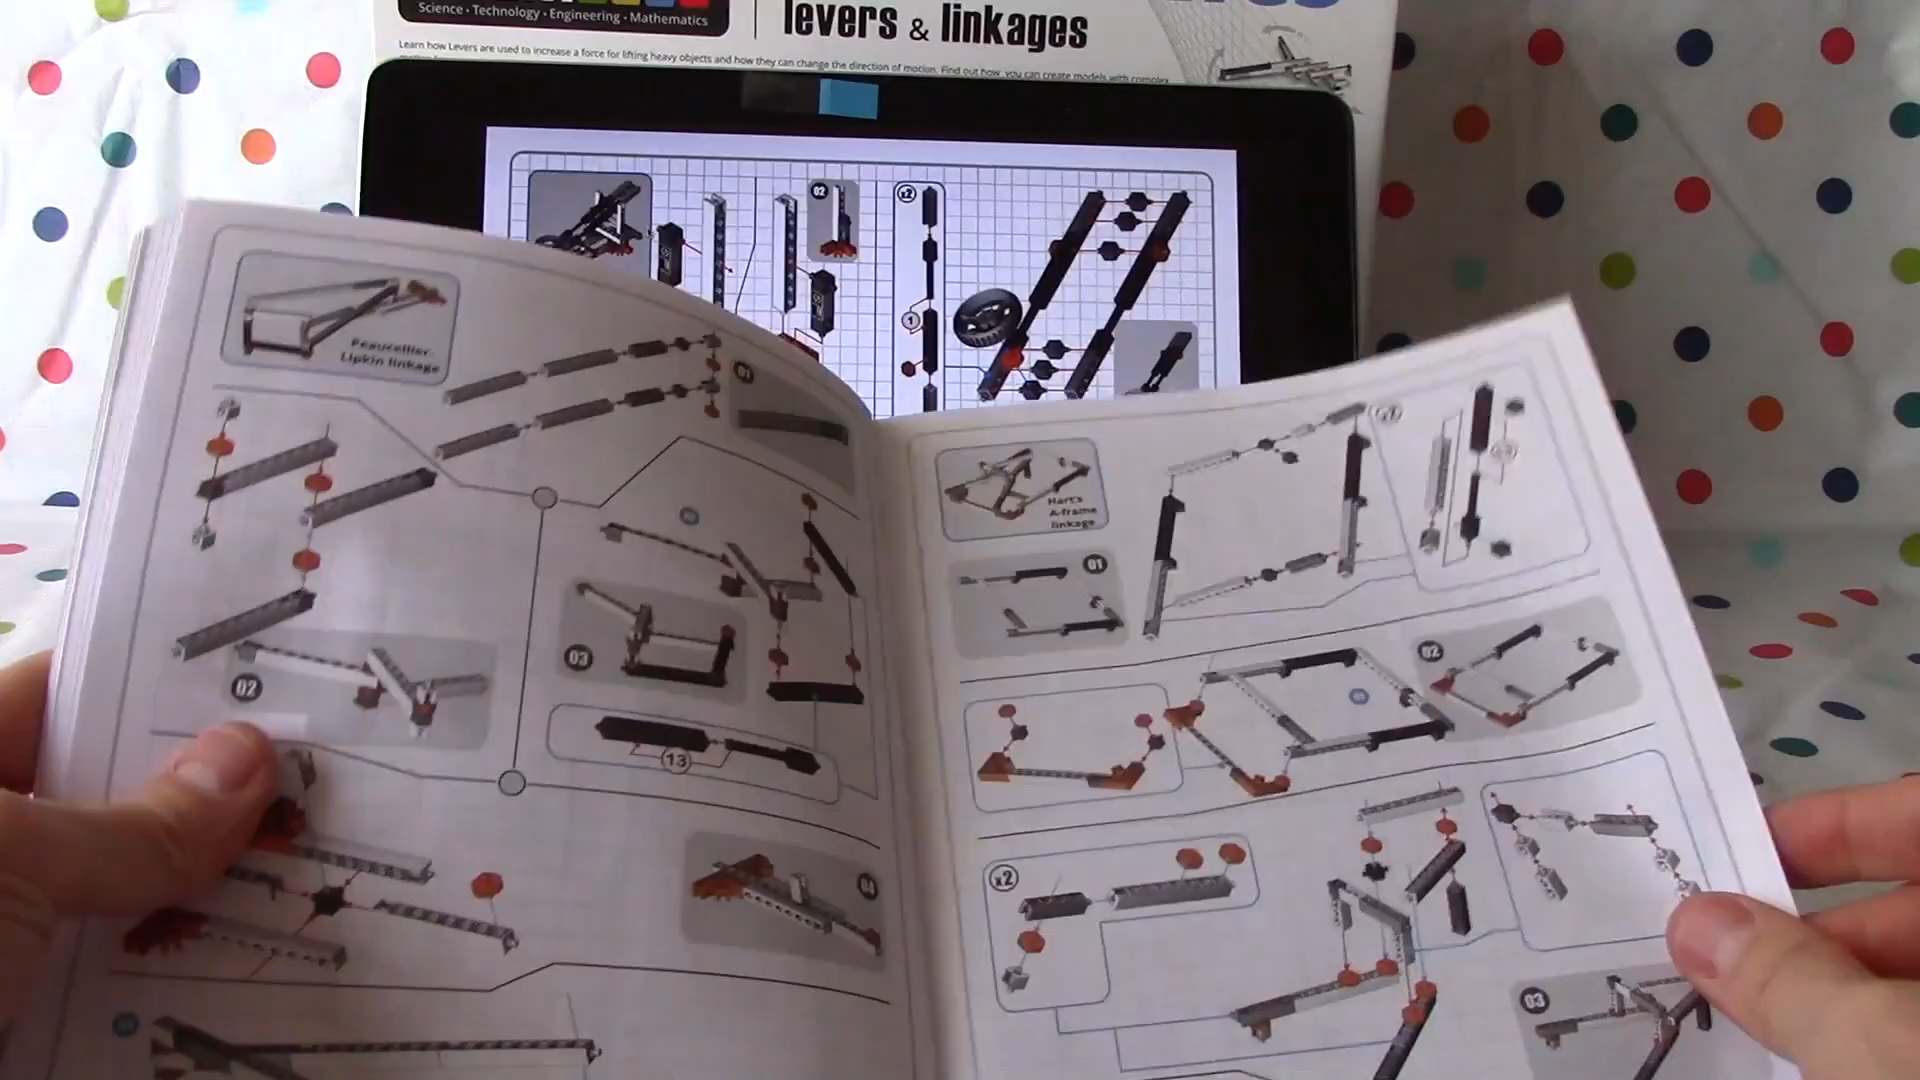 Science · Technology · Engineering · Mathematics
levers & linkages
Learn how Levers are used to increase a force for lifting heavy objects and how they can change the direction of motion. Find out how you can create models with complex
02
x2
1
Peaucellier-
Lipkin linkage
01
02
03
13
04
Hart's
A-frame
linkage
01
02
x2
03